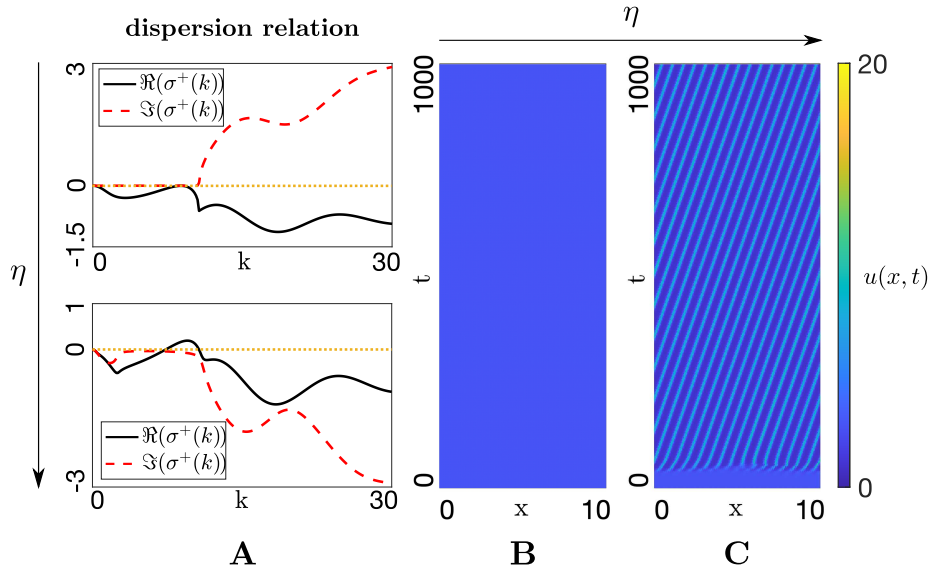 dispersion relation
η
3
0
-1.5
ℜ(σ⁺(k))
ℑ(σ⁺(k))
0
k
30
η
1
0
-3
ℜ(σ⁺(k))
ℑ(σ⁺(k))
0
k
30
A
1000
t
0
0
x
10
B
1000
t
0
0
x
10
C
20
u(x, t)
0